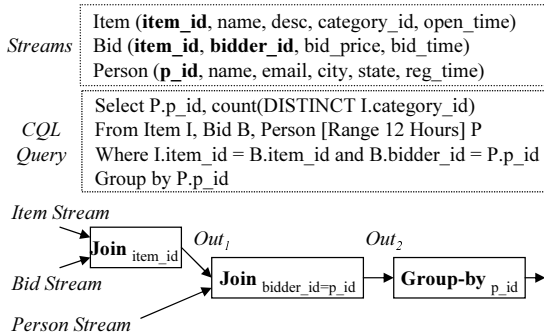 Streams
Item (item_id, name, desc, category_id, open_time)
Bid (item_id, bidder_id, bid_price, bid_time)
Person (p_id, name, email, city, state, reg_time)
CQL
Query
Select P.p_id, count(DISTINCT I.category_id)
From Item I, Bid B, Person [Range 12 Hours] P
Where I.item_id = B.item_id and B.bidder_id = P.p_id
Group by P.p_id
Item Stream
Join item_id
Out1
Bid Stream
Join bidder_id=p_id
Out2
Group-by p_id
Person Stream